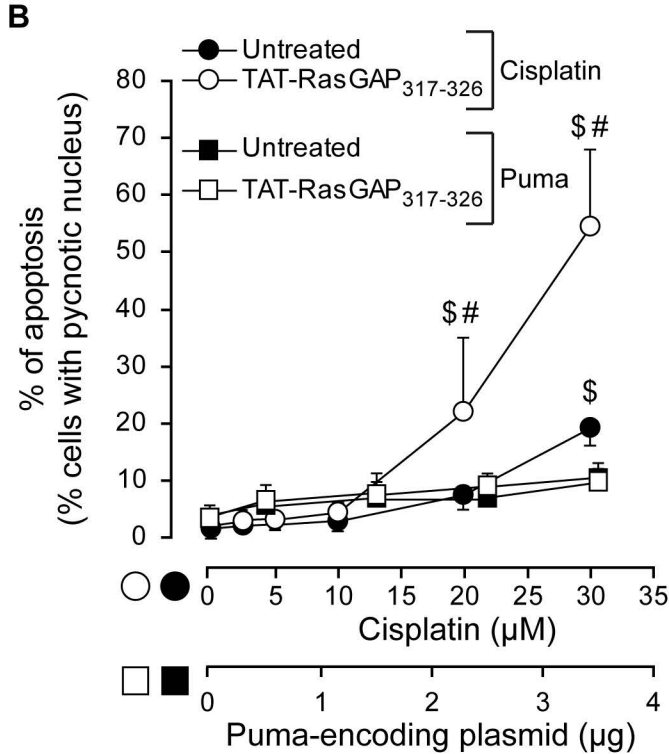 B
Untreated
TAT-RasGAP317-326
Cisplatin
Untreated
TAT-RasGAP317-326
Puma
% of apoptosis
(% cells with pycnotic nucleus)
80
70
60
50
40
30
20
10
0
$ #
$ #
$
0 5 10 15 20 25 30 35
Cisplatin (µM)
0 1 2 3 4
Puma-encoding plasmid (µg)